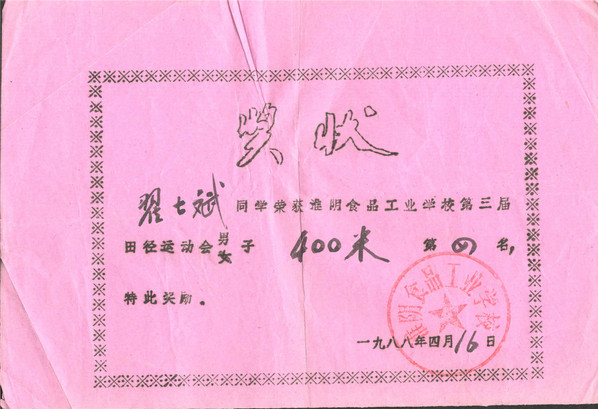 奖状
翟士斌 同学荣获淮阴食品工业学校第三届
田径运动会男女子 400米 第四名，
特此奖励。
淮阴食品工业学校
一九八八年四月16日